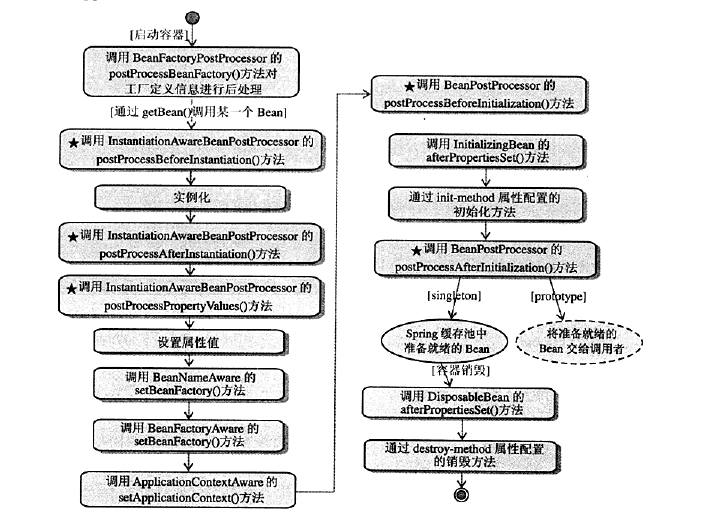 [启动容器]
调用 BeanFactoryPostProcessor 的
postProcessBeanFactory()方法对
工厂定义信息进行后处理
[通过 getBean()调用某一个 Bean]
★调用 InstantiationAwareBeanPostProcessor 的
postProcessBeforeInstantiation()方法
实例化
★调用 InstantiationAwareBeanPostProcessor 的
postProcessAfterInstantiation()方法
★调用 InstantiationAwareBeanPostProcessor 的
postProcessPropertyValues()方法
设置属性值
调用 BeanNameAware 的
setBeanFactory()方法
调用 BeanFactoryAware 的
setBeanFactory()方法
调用 ApplicationContextAware 的
setApplicationContext()方法
★调用 BeanPostProcessor 的
postProcessBeforeInitialization()方法
调用 InitializingBean 的
afterPropertiesSet()方法
通过 init-method 属性配置的
初始化方法
★调用 BeanPostProcessor 的
postProcessAfterInitialization()方法
[singleton]
[prototype]
Spring 缓存池中
准备就绪的 Bean
将准备就绪的
Bean 交给调用者
[容器销毁]
调用 DisposableBean 的
afterPropertiesSet()方法
通过 destroy-method 属性配置
的销毁方法